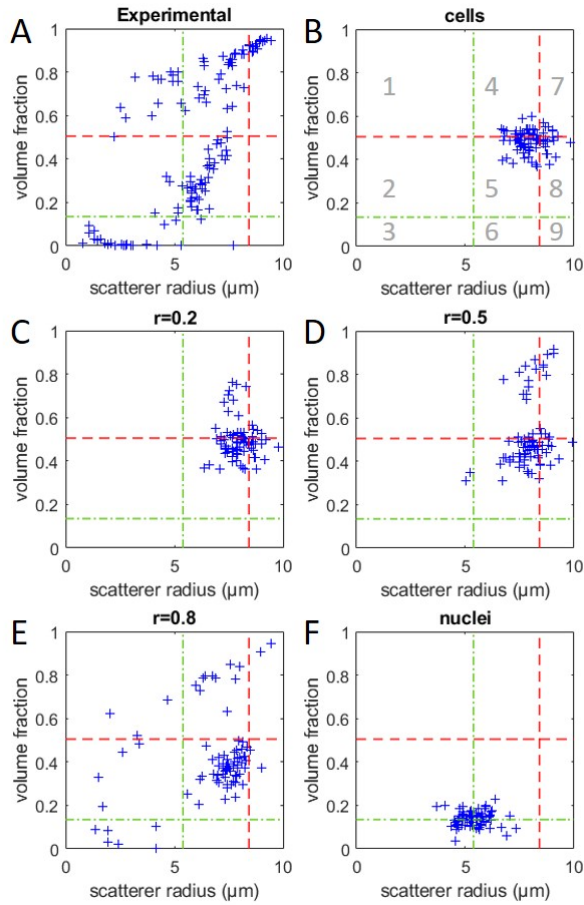 A
Experimental
volume fraction
1
0.8
0.6
0.4
0.2
0
0
5
10
scatterer radius (µm)
B
cells
volume fraction
1
0.8
0.6
0.4
0.2
0
1
4
7
2
5
8
3
6
9
0
5
10
scatterer radius (µm)
C
r=0.2
volume fraction
1
0.8
0.6
0.4
0.2
0
0
5
10
scatterer radius (µm)
D
r=0.5
volume fraction
1
0.8
0.6
0.4
0.2
0
0
5
10
scatterer radius (µm)
E
r=0.8
volume fraction
1
0.8
0.6
0.4
0.2
0
0
5
10
scatterer radius (µm)
F
nuclei
volume fraction
1
0.8
0.6
0.4
0.2
0
0
5
10
scatterer radius (µm)